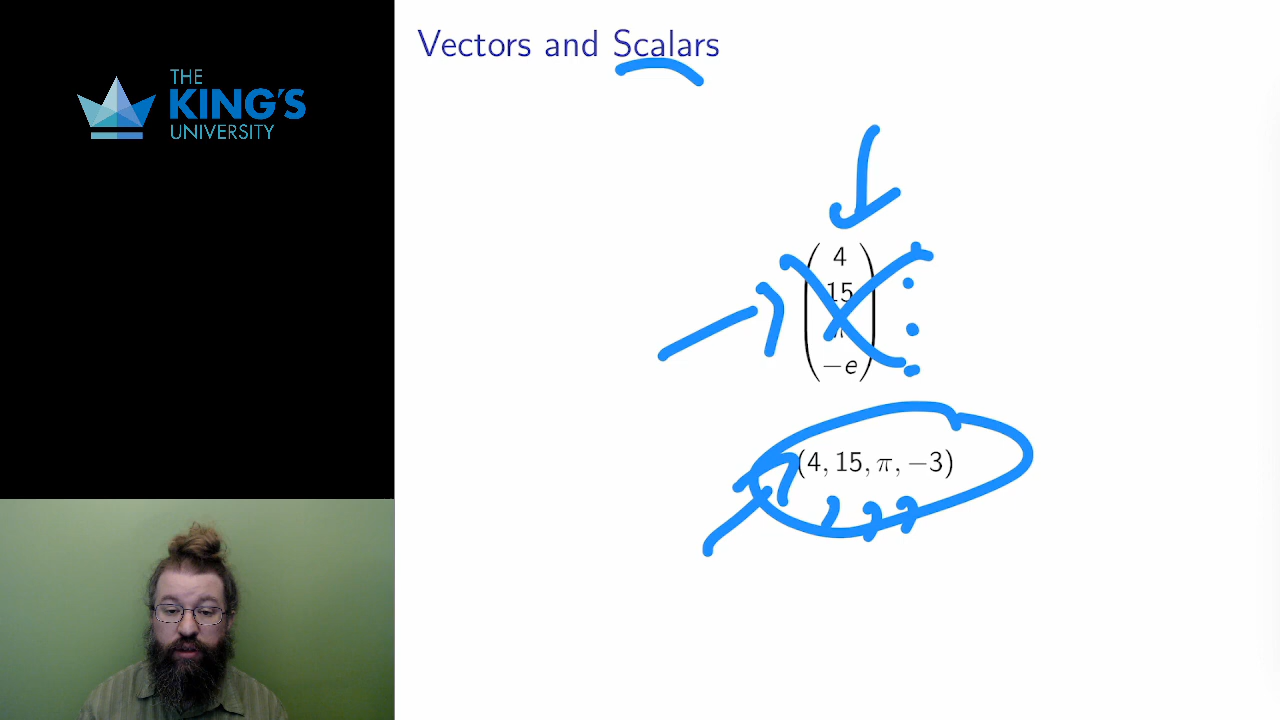 THE
KING'S
UNIVERSITY
Vectors and Scalars
4
15
π
−e
(4, 15, π, −3)